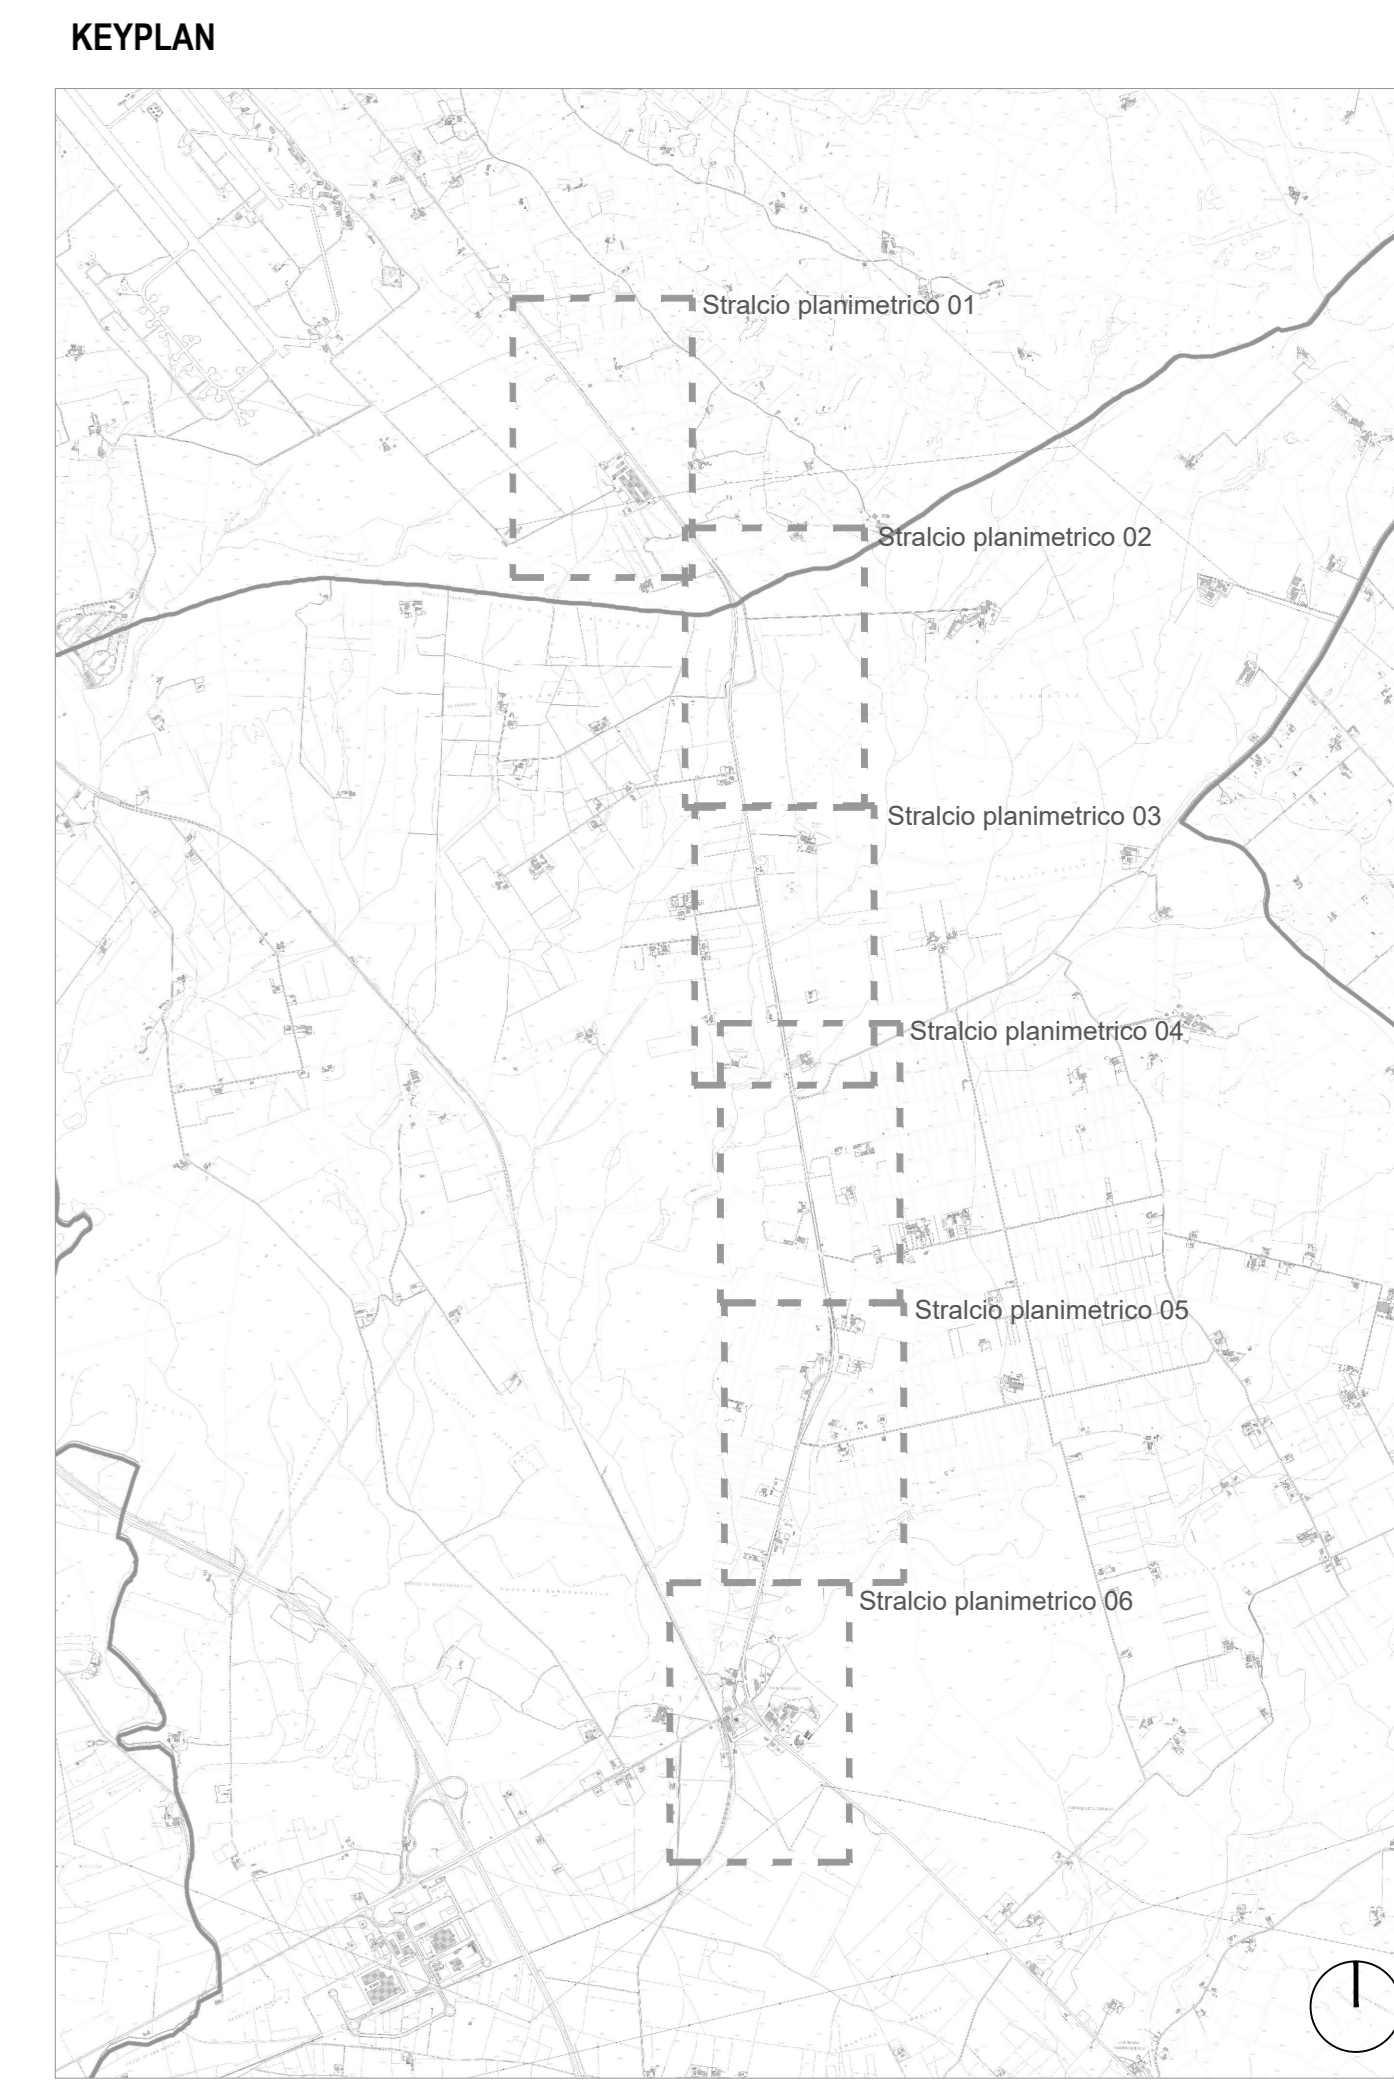 KEYPLAN
Stralcio planimetrico 01
Stralcio planimetrico 02
Stralcio planimetrico 03
Stralcio planimetrico 04
Stralcio planimetrico 05
Stralcio planimetrico 06